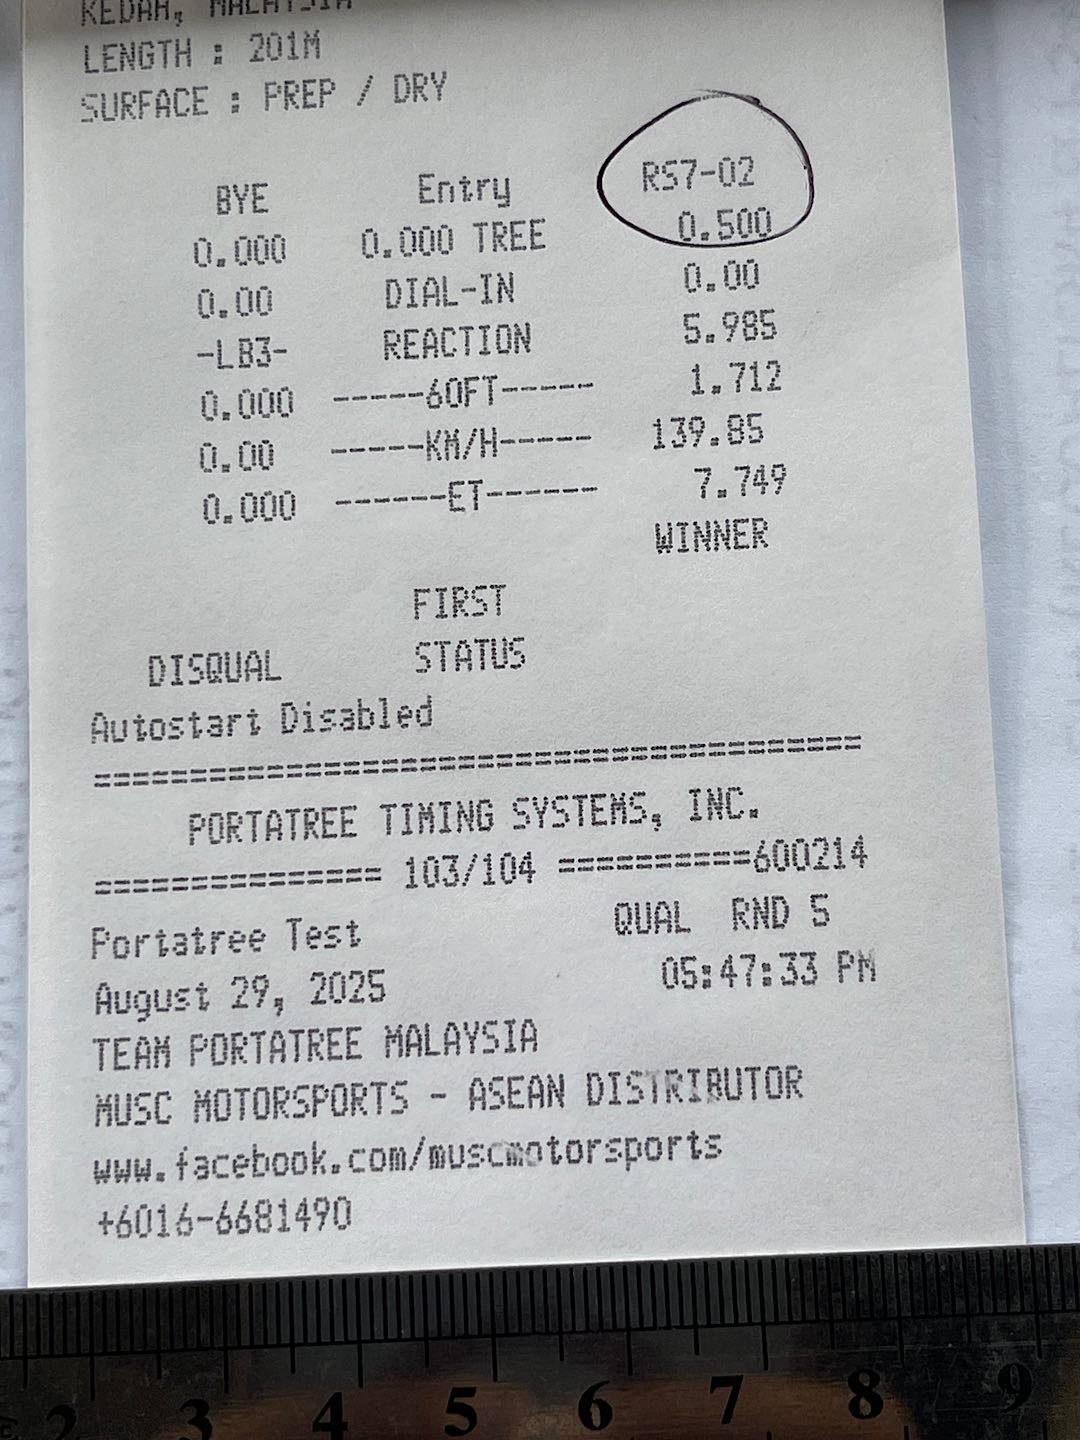 KEDAH, MALAYSIA
LENGTH : 201M
SURFACE : PREP / DRY
BYE Entry RS7-02
0.000 0.000 TREE 0.500
0.00 DIAL-IN 0.00
-LB3- REACTION 5.985
0.000 -----60FT----- 1.712
0.00 -----KM/H----- 139.85
0.000 ------ET------ 7.749
WINNER
FIRST
DISQUAL STATUS
Autostart Disabled
========================================
PORTATREE TIMING SYSTEMS, INC.
=============== 103/104 ==========600214
Portatree Test QUAL RND 5
August 29, 2025 05:47:33 PM
TEAM PORTATREE MALAYSIA
MUSC MOTORSPORTS - ASEAN DISTRIBUTOR
www.facebook.com/muscmotorsports
+6016-6681490
2 3 4 5 6 7 8 9